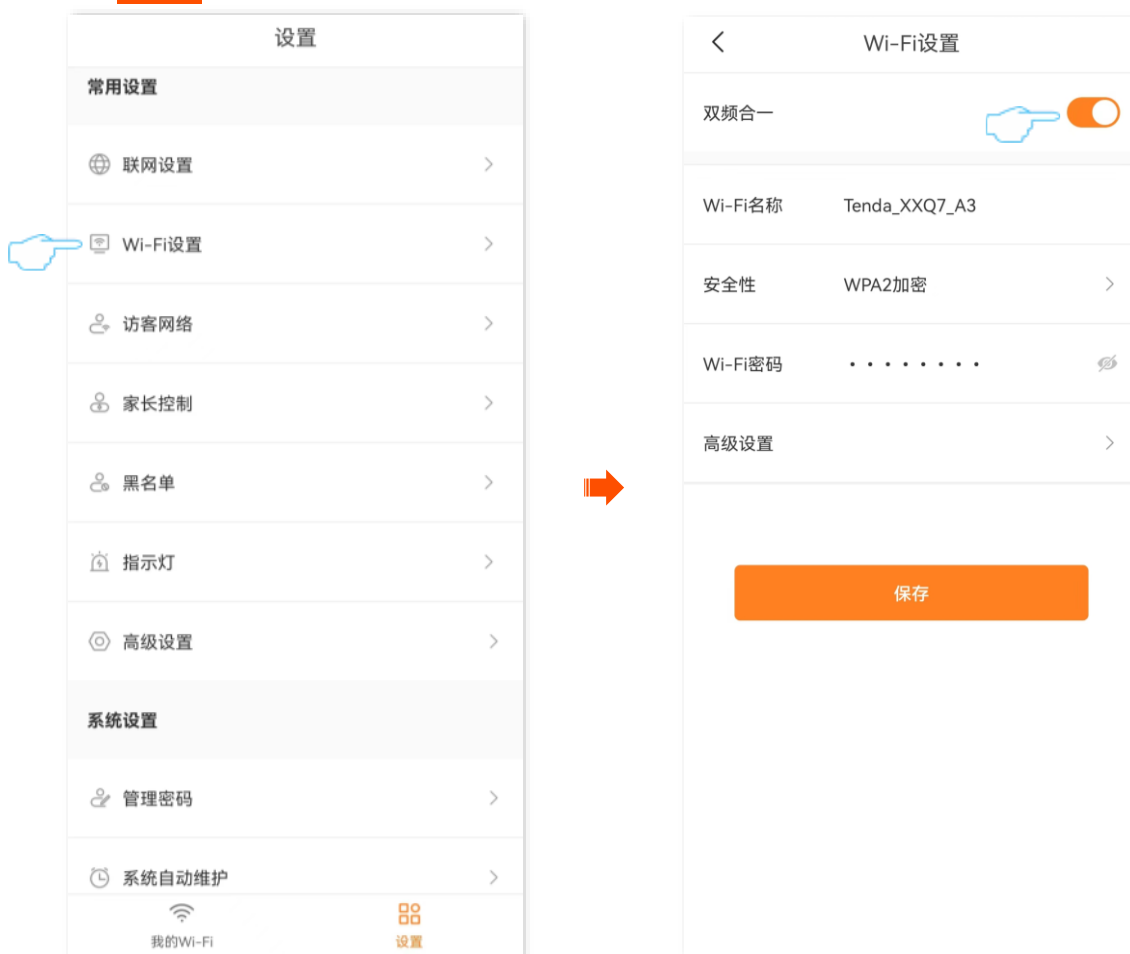 设置
常用设置
联网设置
Wi-Fi设置
访客网络
家长控制
黑名单
指示灯
高级设置
系统设置
管理密码
系统自动维护
我的Wi-Fi
设置
Wi-Fi设置
双频合一
Wi-Fi名称 Tenda_XXQ7_A3
安全性 WPA2加密
Wi-Fi密码 ········
高级设置
保存